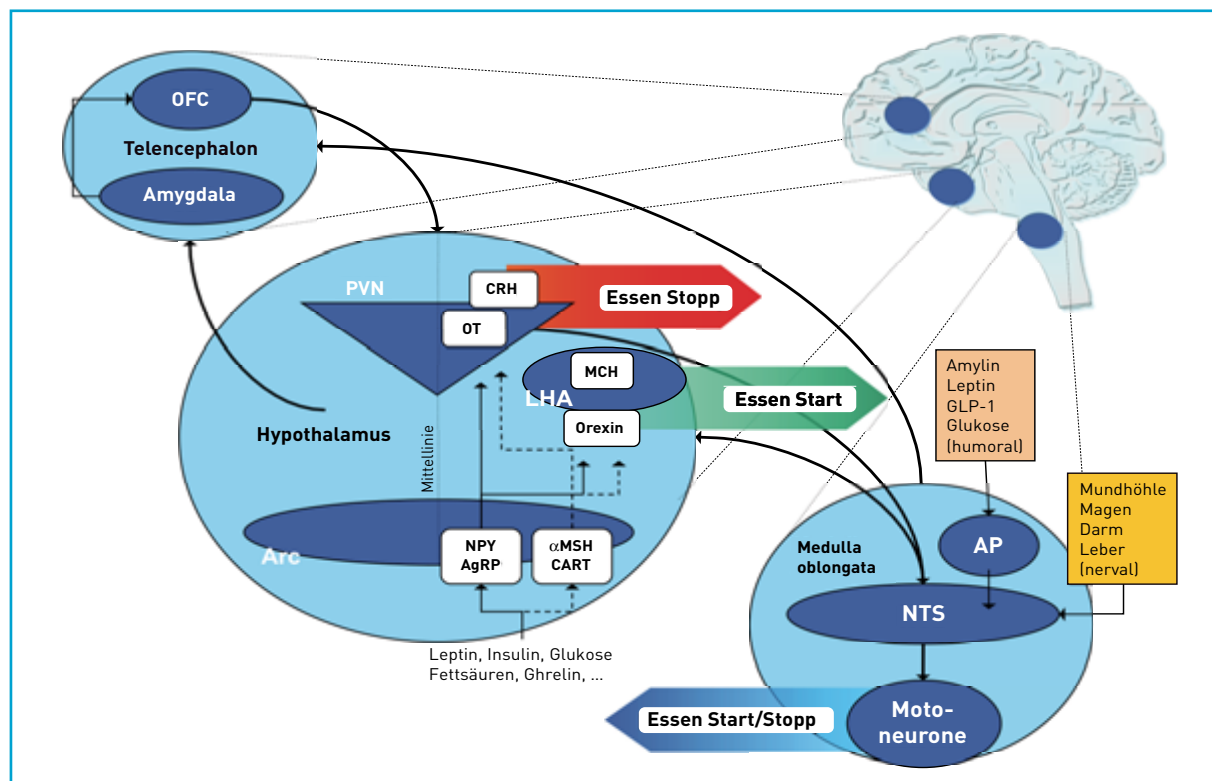 OFC
Telencephalon
Amygdala
PVN
CRH
OT
Essen Stopp
MCH
LHA
Essen Start
Orexin
Hypothalamus
Mittellinie
Arc
NPY
AgRP
αMSH
CART
Leptin, Insulin, Glukose
Fettsäuren, Ghrelin, ...
Amylin
Leptin
GLP-1
Glukose
(humoral)
Mundhöhle
Magen
Darm
Leber
(nerval)
Medulla
oblongata
AP
NTS
Essen Start/Stopp
Moto-
neurone